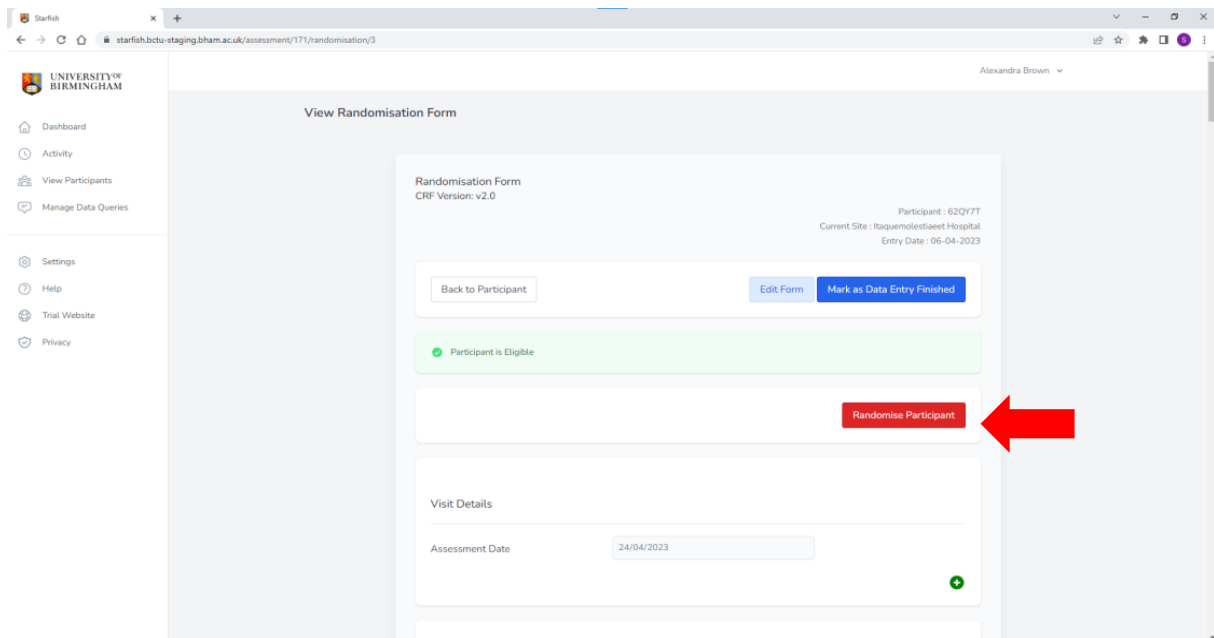 Starfish
starfish.bctu-staging.bham.ac.uk/assessment/171/randomisation/3
S
UNIVERSITY OF
BIRMINGHAM
Alexandra Brown
Dashboard
Activity
View Participants
Manage Data Queries
Settings
Help
Trial Website
Privacy
View Randomisation Form
Randomisation Form
CRF Version: v2.0
Participant : 62QY7T
Current Site : Itaquemolestiaeet Hospital
Entry Date : 06-04-2023
Back to Participant
Edit Form
Mark as Data Entry Finished
Participant is Eligible
Randomise Participant
Visit Details
Assessment Date
24/04/2023